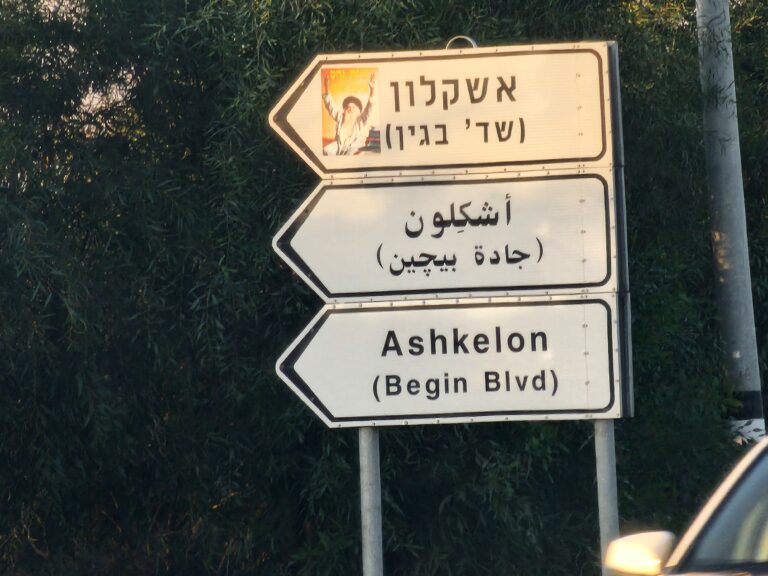 אשקלון
(שד' בגין)
أشكِلون
(جادة بيچين)
Ashkelon
(Begin Blvd)